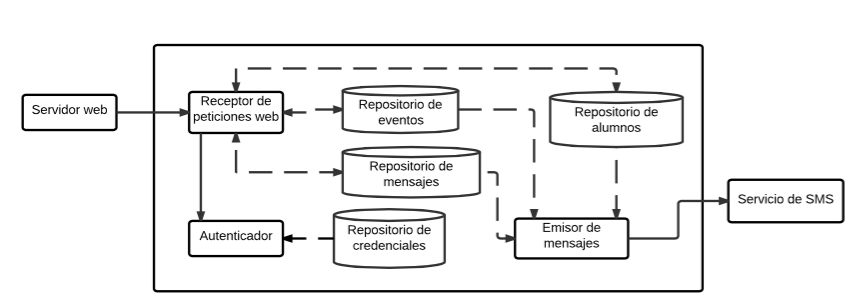 Servidor web
Receptor de
peticiones web
Repositorio de
eventos
Repositorio de
alumnos
Repositorio de
mensajes
Servicio de SMS
Autenticador
Repositorio de
credenciales
Emisor de
mensajes